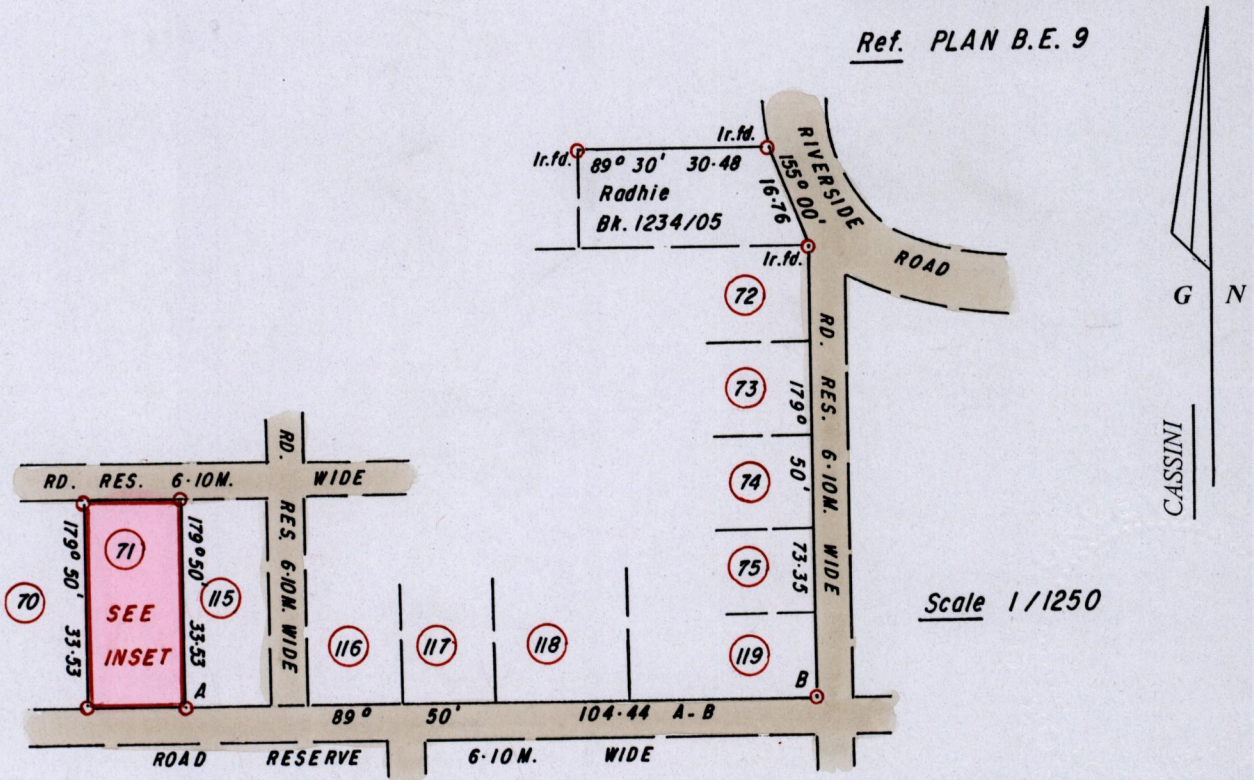 Ref. PLAN B.E. 9
Ir.fd.
Ir.fd.
89° 30' 30·48
Radhie
Bk. 1234/05
155° 00'
16·76
RIVERSIDE
ROAD
Ir.fd.
G N
CASSINI
72
73
74
75
119
RD. RES. 6·10M. WIDE
179° 50' 73·35
RD. RES. 6·10M. WIDE
RD. RES. 6·10M. WIDE
71
SEE
INSET
179° 50' 33·53
179° 50' 33·53
70
115
116
117
118
Scale 1/1250
A
B
89° 50' 104·44 A-B
ROAD RESERVE 6·10M. WIDE